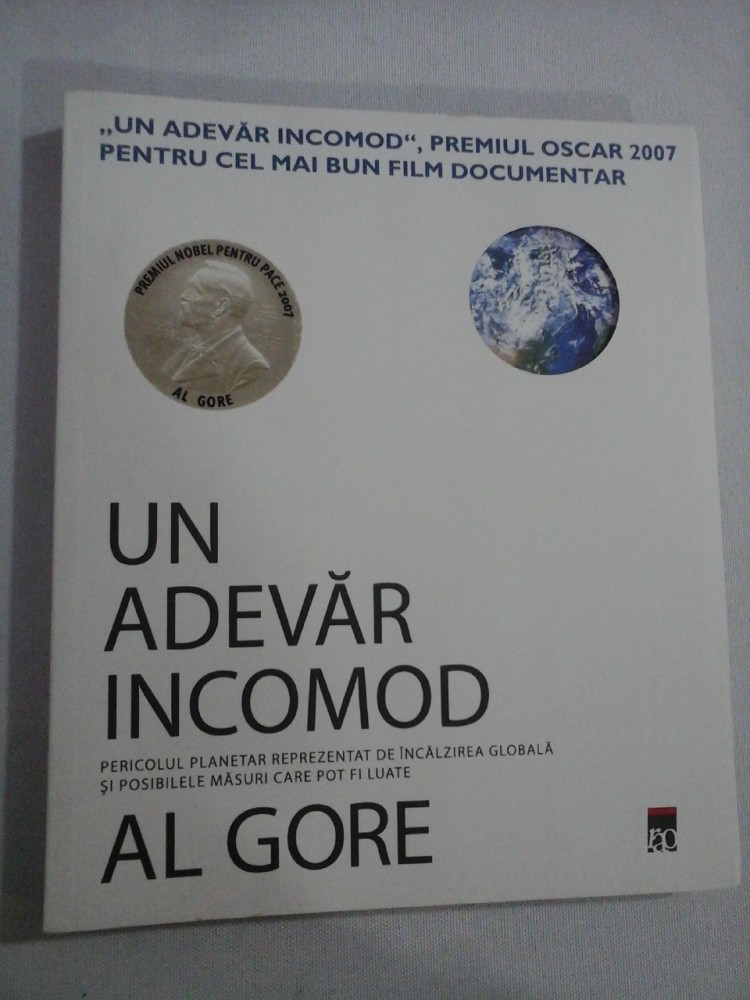 „UN ADEVĂR INCOMOD“, PREMIUL OSCAR 2007
PENTRU CEL MAI BUN FILM DOCUMENTAR
PREMIUL NOBEL PENTRU PACE 2007
AL GORE
UN
ADEVĂR
INCOMOD
PERICOLUL PLANETAR REPREZENTAT DE ÎNCĂLZIREA GLOBALĂ
ŞI POSIBILELE MĂSURI CARE POT FI LUATE
AL GORE
rao